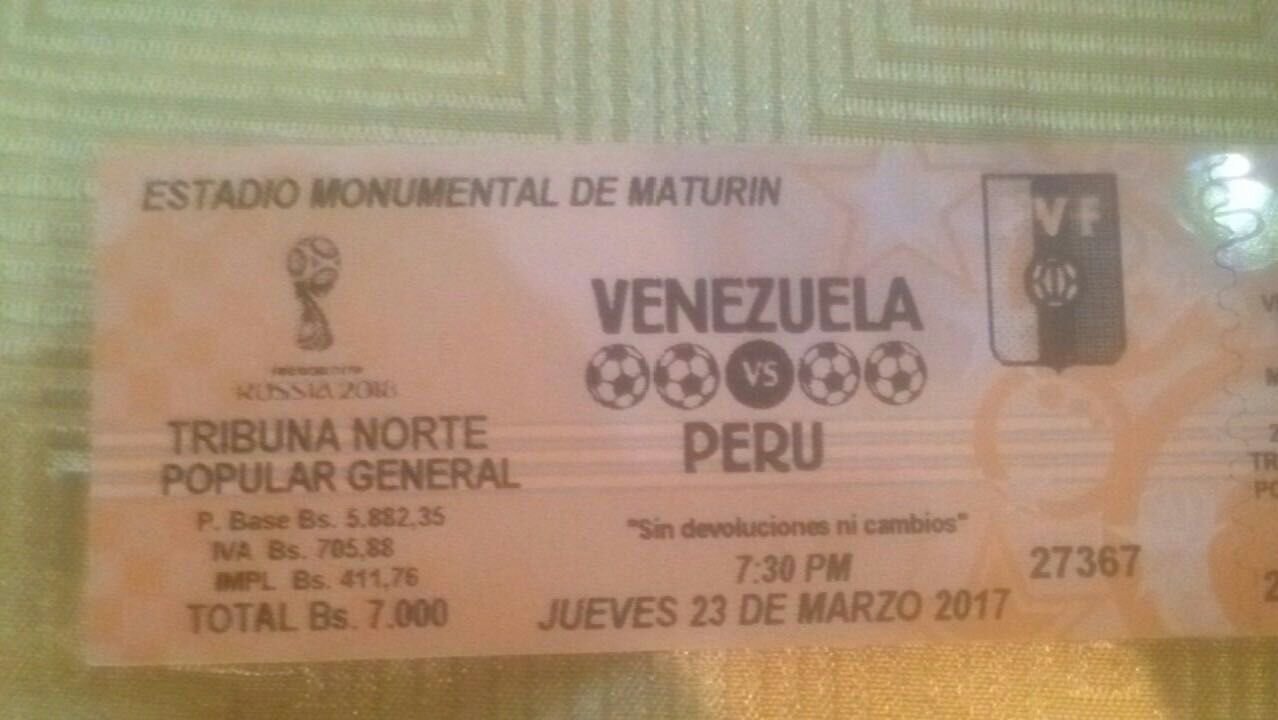 ESTADIO MONUMENTAL DE MATURIN
VF
VENEZUELA
VS
PERU
RUSSIA 2018
TRIBUNA NORTE
POPULAR GENERAL
P. Base Bs. 5.882,35
IVA Bs. 705,88
IMPL Bs. 411,76
TOTAL Bs. 7.000
"Sin devoluciones ni cambios"
7:30 PM
JUEVES 23 DE MARZO 2017
27367